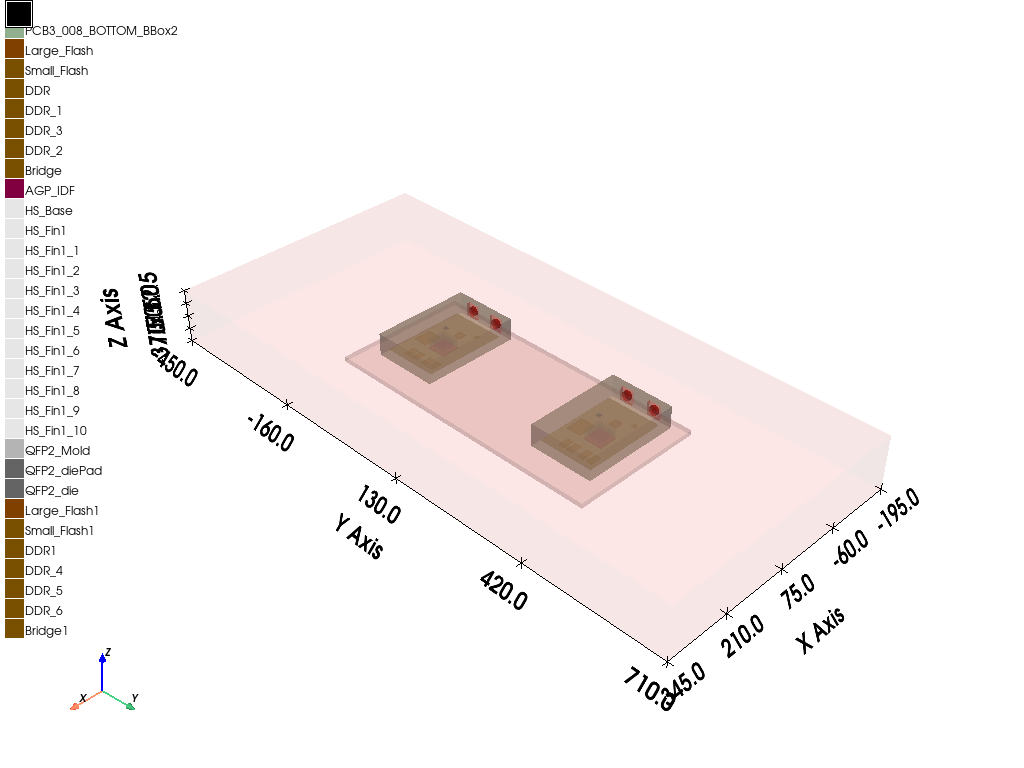 PCB3_008_BOTTOM_BBox2
Large_Flash
Small_Flash
DDR
DDR_1
DDR_3
DDR_2
Bridge
AGP_IDF
HS_Base
HS_Fin1
HS_Fin1_1
HS_Fin1_2
HS_Fin1_3
HS_Fin1_4
HS_Fin1_5
HS_Fin1_6
HS_Fin1_7
HS_Fin1_8
HS_Fin1_9
HS_Fin1_10
QFP2_Mold
QFP2_diePad
QFP2_die
Large_Flash1
Small_Flash1
DDR1
DDR_4
DDR_5
DDR_6
Bridge1
Z Axis
-450.0
-160.0
130.0
Y Axis
420.0
710.0
-195.0
-60.0
75.0
210.0
X Axis
Z
X
Y